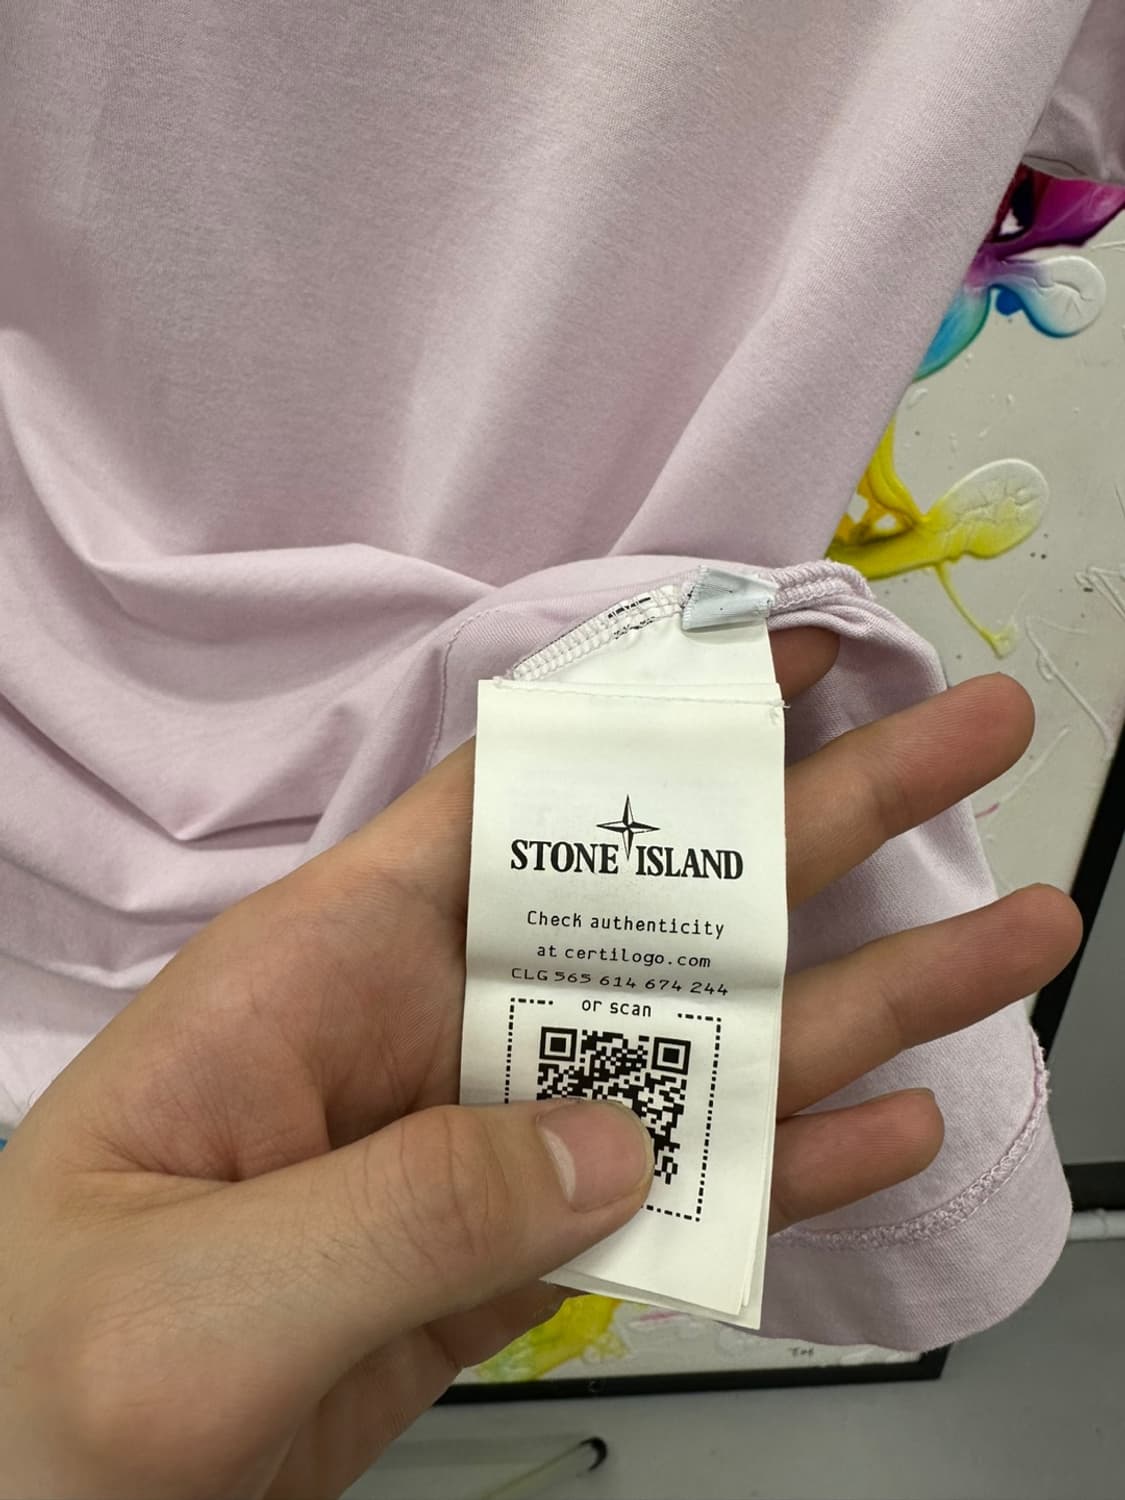 STONE ISLAND
Check authenticity
at certilogo.com
CLG 565 614 674 244
or scan